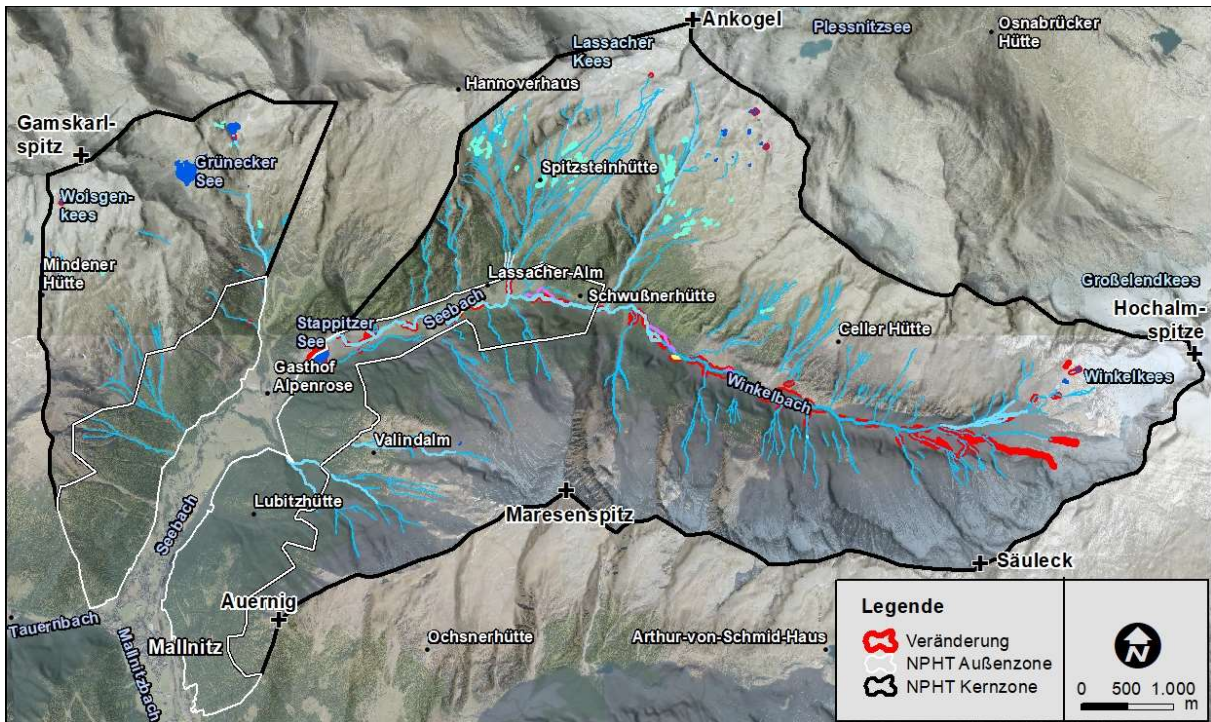 Ankogel
Plessnitzsee
Osnabrücker
Hütte
Lassacher
Kees
Hannoverhaus
Gamskarl-
spitz
Grünecker
See
Spitzsteinhütte
Woisgen-
kees
Mindener
Hütte
Lassacher-Alm
Schwußnerhütte
Seebach
Großelendkees
Hochalm-
spitze
Stappitzer
See
Gasthof
Alpenrose
Celler Hütte
Winkelkees
Winkelbach
Valindalm
Lubitzhütte
Maresenspitz
Seebach
Säuleck
Auernig
Tauernbach
Mallnitz
Mallnitzbach
Ochsnerhütte
Arthur-von-Schmid-Haus
Legende
Veränderung
NPHT Außenzone
NPHT Kernzone
N
0 500 1.000
m